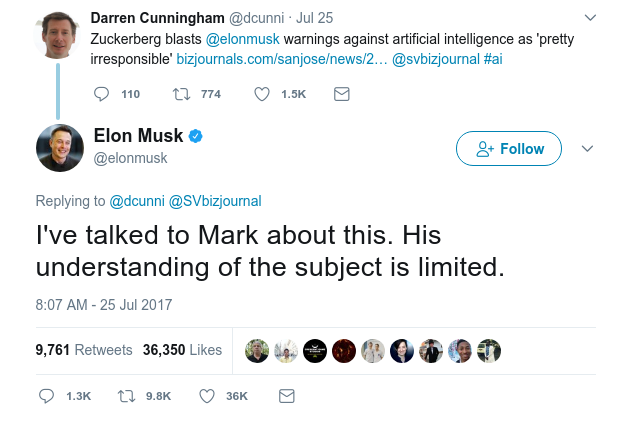 Darren Cunningham @dcunni · Jul 25
Zuckerberg blasts @elonmusk warnings against artificial intelligence as 'pretty
irresponsible' bizjournals.com/sanjose/news/2… @svbizjournal #ai
110 774 1.5K
Elon Musk
@elonmusk
Follow
Replying to @dcunni @SVbizjournal
I've talked to Mark about this. His
understanding of the subject is limited.
8:07 AM - 25 Jul 2017
9,761 Retweets 36,350 Likes
1.3K 9.8K 36K